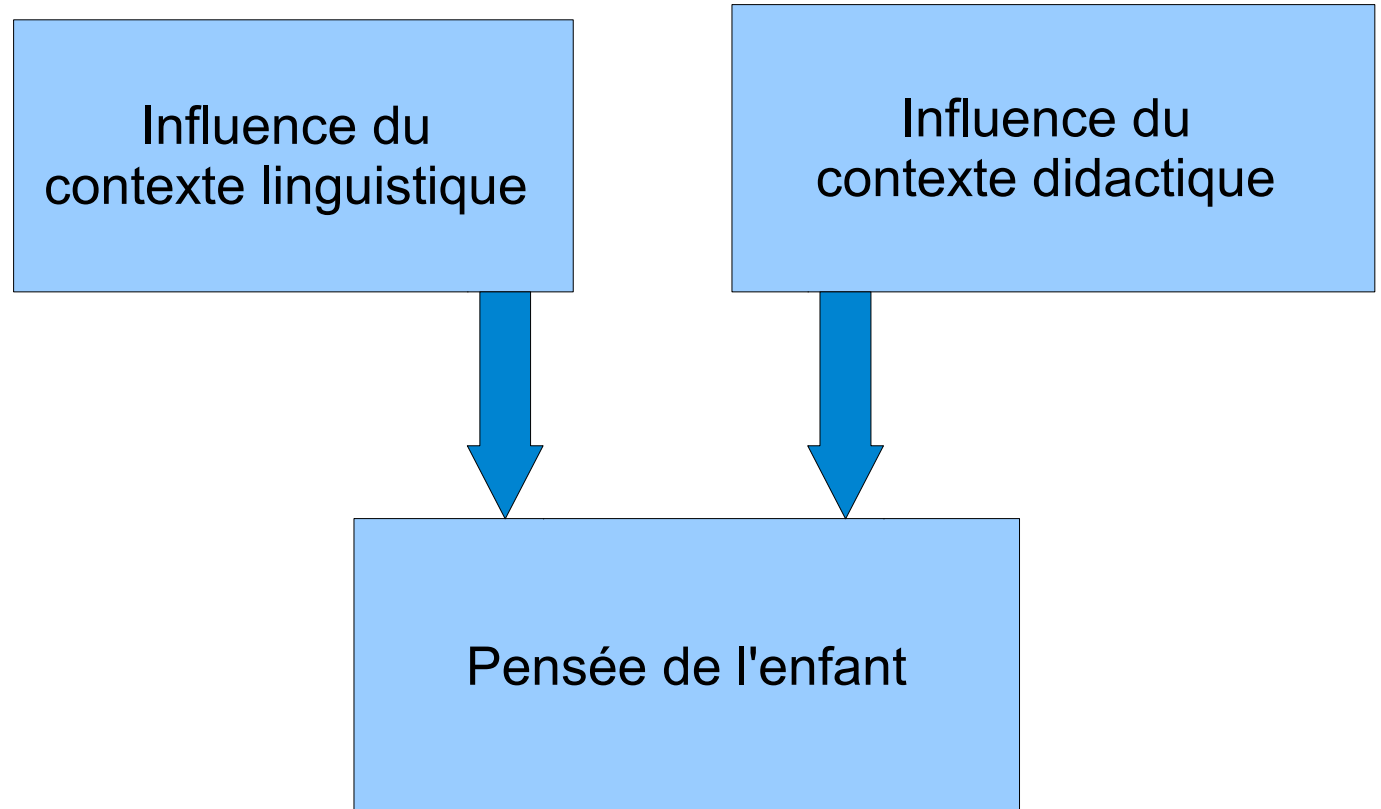 Influence du
contexte linguistique
Influence du
contexte didactique
Pensée de l'enfant